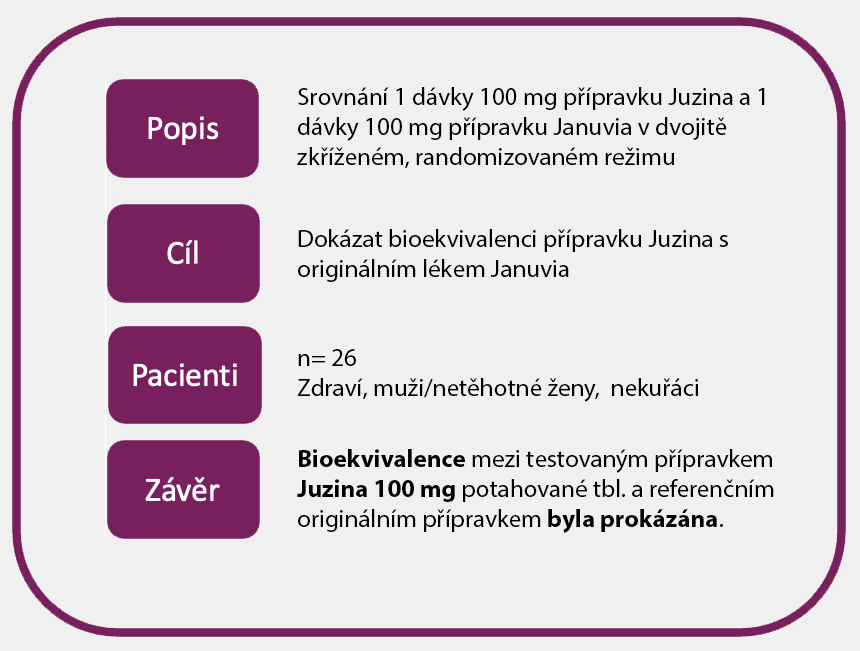 Popis
Srovnání 1 dávky 100 mg přípravku Juzina a 1
dávky 100 mg přípravku Januvia v dvojitě
zkříženém, randomizovaném režimu
Cíl
Dokázat bioekvivalenci přípravku Juzina s
originálním lékem Januvia
Pacienti
n= 26
Zdraví, muži/netěhotné ženy, nekuřáci
Závěr
Bioekvivalence mezi testovaným přípravkem
Juzina 100 mg potahované tbl. a referenčním
originálním přípravkem byla prokázána.